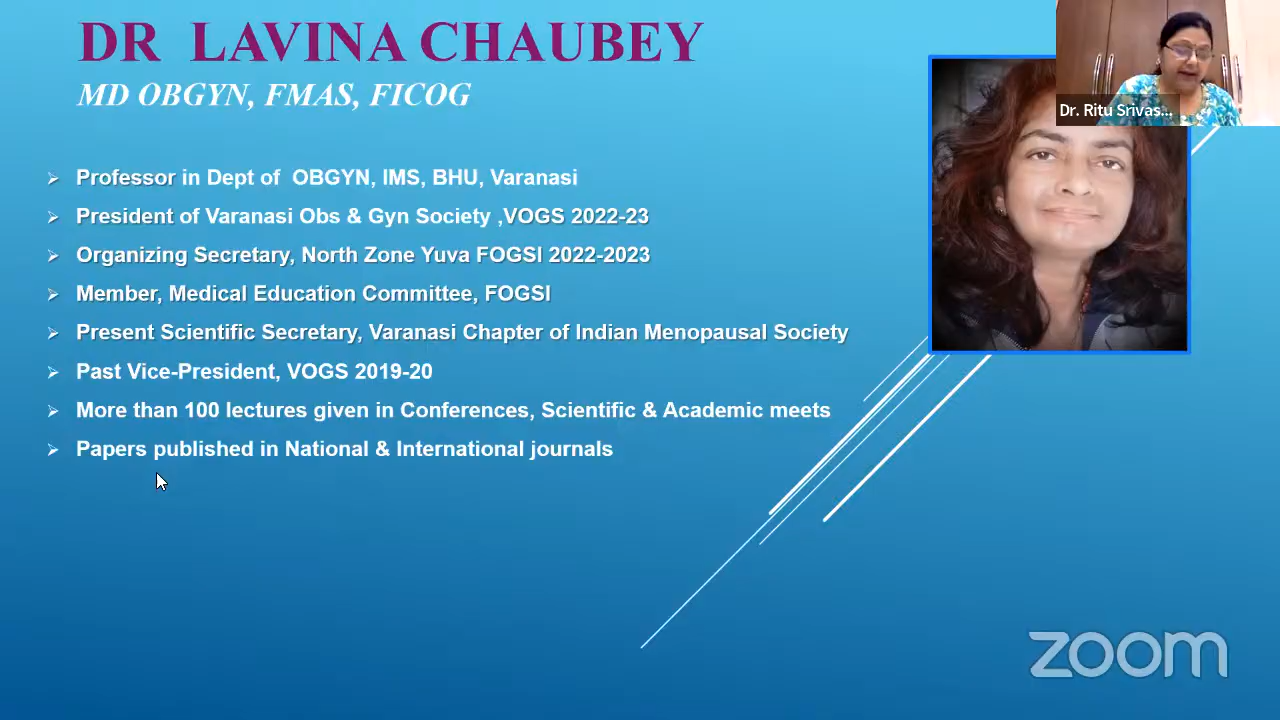 DR LAVINA CHAUBEY
MD OBGYN, FMAS, FICOG
Dr. Ritu Srivas...
Professor in Dept of OBGYN, IMS, BHU, Varanasi
President of Varanasi Obs & Gyn Society ,VOGS 2022-23
Organizing Secretary, North Zone Yuva FOGSI 2022-2023
Member, Medical Education Committee, FOGSI
Present Scientific Secretary, Varanasi Chapter of Indian Menopausal Society
Past Vice-President, VOGS 2019-20
More than 100 lectures given in Conferences, Scientific & Academic meets
Papers published in National & International journals
zoom